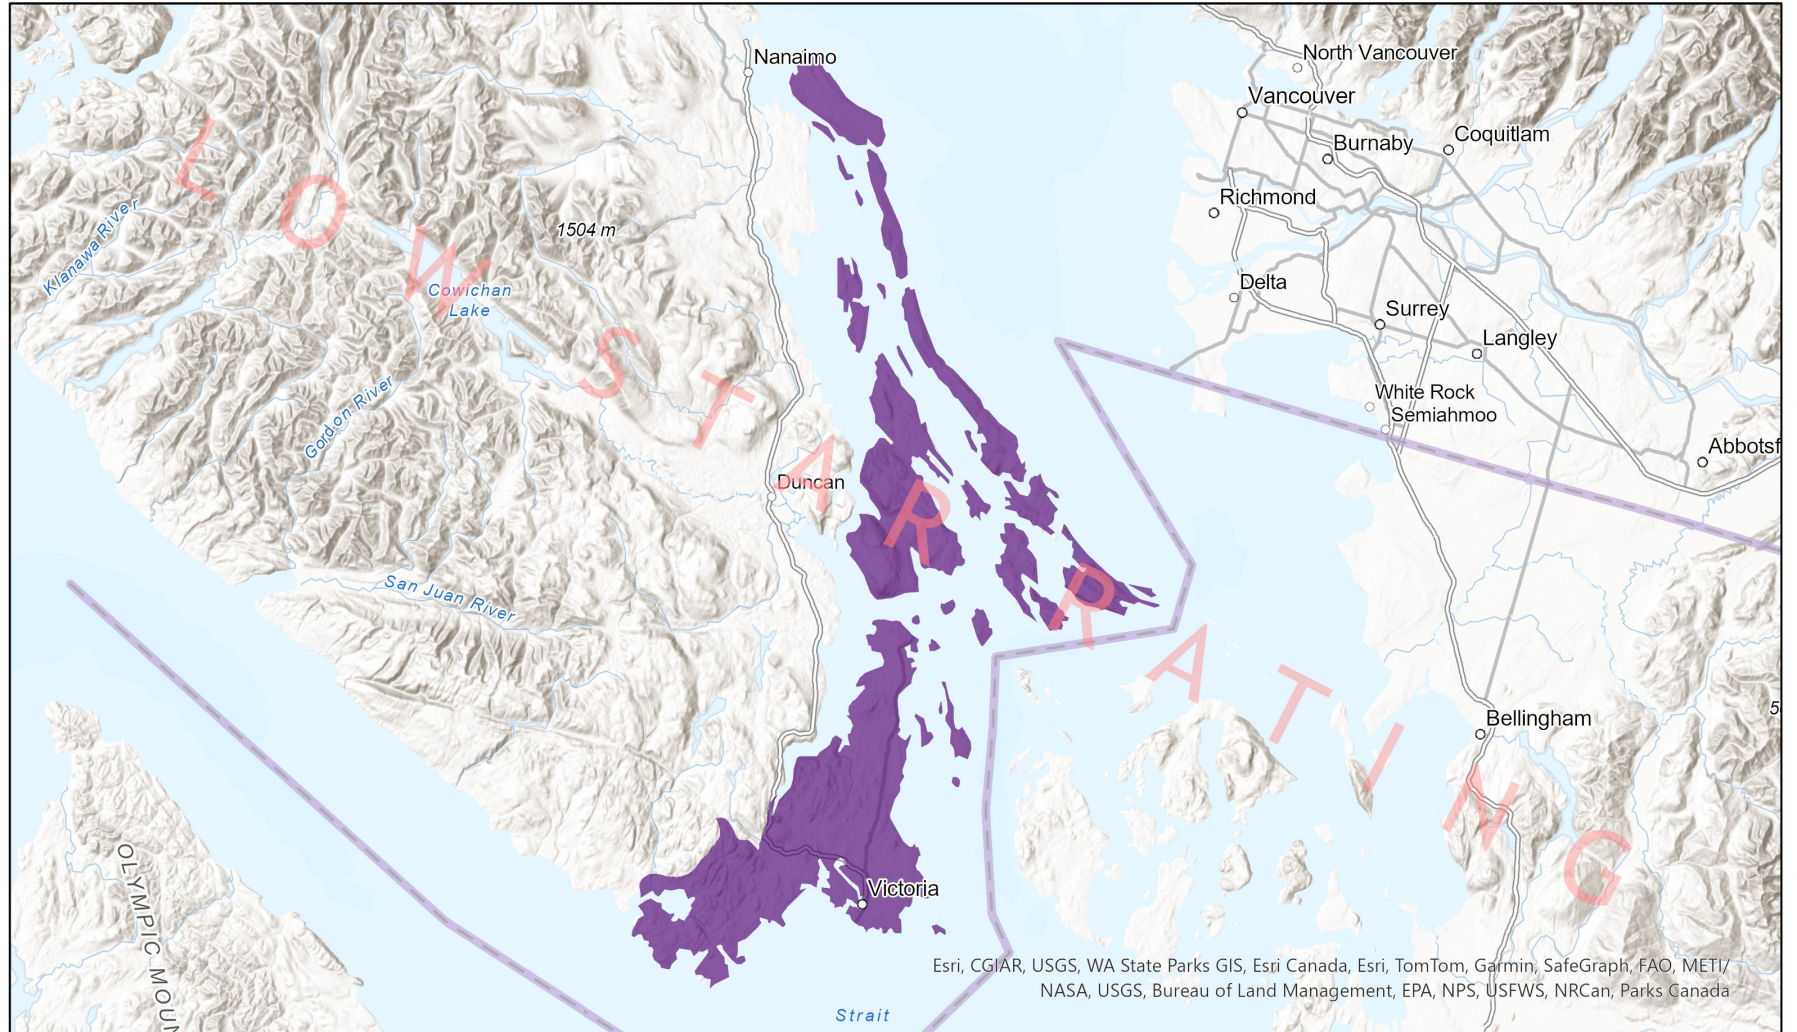 Nanaimo
North Vancouver
Vancouver
Coquitlam
Burnaby
Richmond
Klanawa River
1504 m
Delta
Cowichan
Lake
Surrey
Langley
White Rock
Semiahmoo
Gordon River
Abbotsf
Duncan
San Juan River
LOW STAR RATING
5
Bellingham
OLYMPIC MOUN
Victoria
Esri, CGIAR, USGS, WA State Parks GIS, Esri Canada, Esri, TomTom, Garmin, SafeGraph, FAO, METI/
NASA, USGS, Bureau of Land Management, EPA, NPS, USFWS, NRCan, Parks Canada
Strait